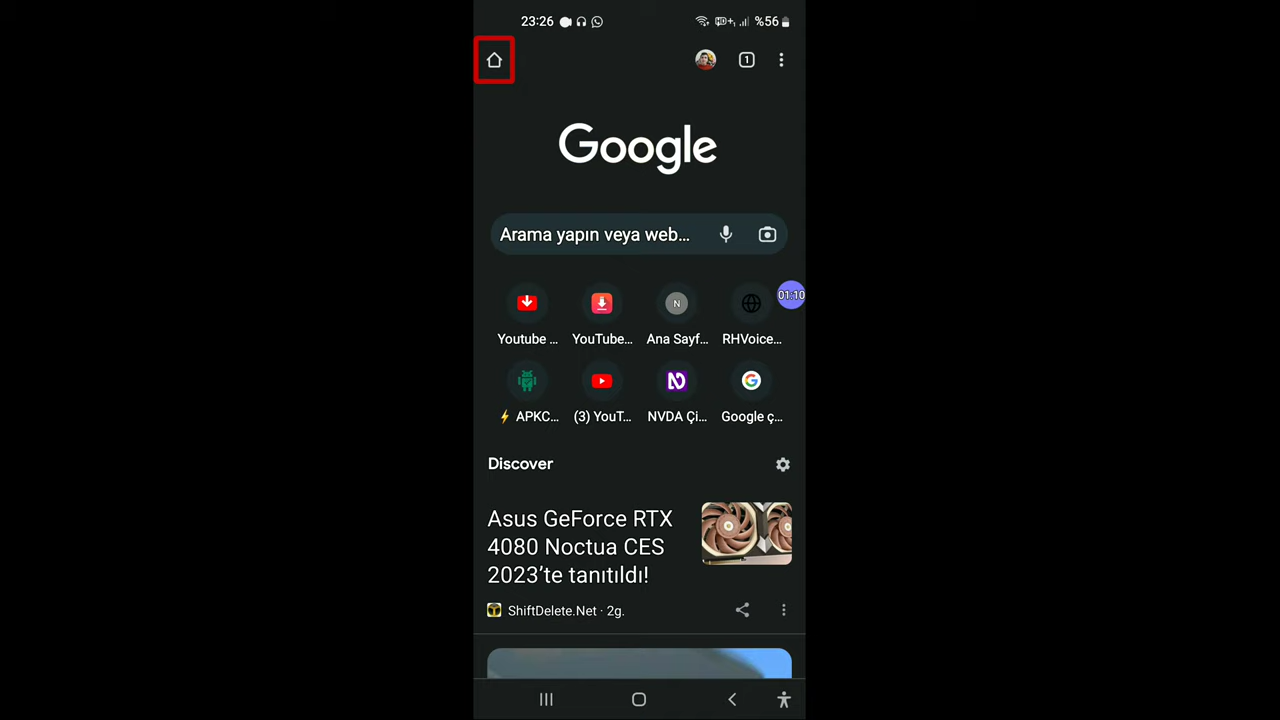 23:26 %56
1
Google
Arama yapın veya web...
01:10
Youtube ... YouTube... Ana Sayf... RHVoice...
⚡ APKC... (3) YouT... NVDA Çi... Google ç...
Discover
Asus GeForce RTX
4080 Noctua CES
2023’te tanıtıldı!
ShiftDelete.Net · 2g.